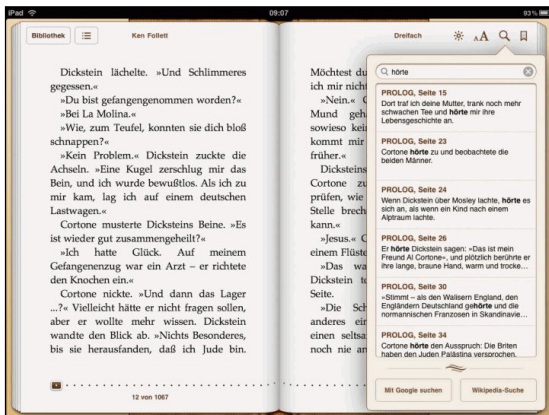 iPad
09:07
93%
Bibliothek
Ken Follett
Dreifach
AA
Dickstein lächelte. »Und Schlimmeres
gegessen.«
»Du bist gefangengenommen worden?«
»Bei La Molina.«
»Wie, zum Teufel, konnten sie dich bloß
schnappen?«
»Kein Problem.« Dickstein zuckte die
Achseln. »Eine Kugel zerschlug mir das
Bein, und ich wurde bewußtlos. Als ich zu
mir kam, lag ich auf einem deutschen
Lastwagen.«
Cortone musterte Dicksteins Beine. »Es
ist wieder gut zusammengeheilt?«
»Ich hatte Glück. Auf meinem
Gefangenenzug war ein Arzt – er richtete
den Knochen ein.«
Cortone nickte. »Und dann das Lager
...?« Vielleicht hätte er nicht fragen sollen,
aber er wollte mehr wissen. Dickstein
wandte den Blick ab. »Nichts Besonderes,
bis sie herausfanden, daß ich Jude bin.
12 von 1067
Möchtest du
ich mir nicht
»Nein.«
Mund
sowieso
kommt mir
früher.«
Dicksteins
Cortone zu
prüfen, wie
Stelle
kann.«
»Jesus.«
einem
»Das
Dickstein
Seite.
»Die
anderes
einen
noch nie
hörte
PROLOG, Seite 15
Dort traf ich deine Mutter, trank noch mehr
schwachen Tee und hörte mir ihre
Lebensgeschichte an.
PROLOG, Seite 23
Cortone hörte zu und beobachtete die
beiden Männer.
PROLOG, Seite 24
Wenn Dickstein über Mosley lachte, hörte es
sich an, als wenn ein Kind nach einem
Alptraum lachte.
PROLOG, Seite 26
Er hörte Dickstein sagen: »Das ist mein
Freund Al Cortone«, und plötzlich berührte er
ihre lange, braune Hand, warm und trocke...
PROLOG, Seite 30
»Stimmt – als den Walisern England, den
Engländern Deutschland gehörte und die
normannischen Franzosen in Skandinavie...
PROLOG, Seite 34
Cortone hörte den Ausspruch: Die Briten
haben den Juden Palästina versprochen.
Mit Google suchen
Wikipedia-Suche